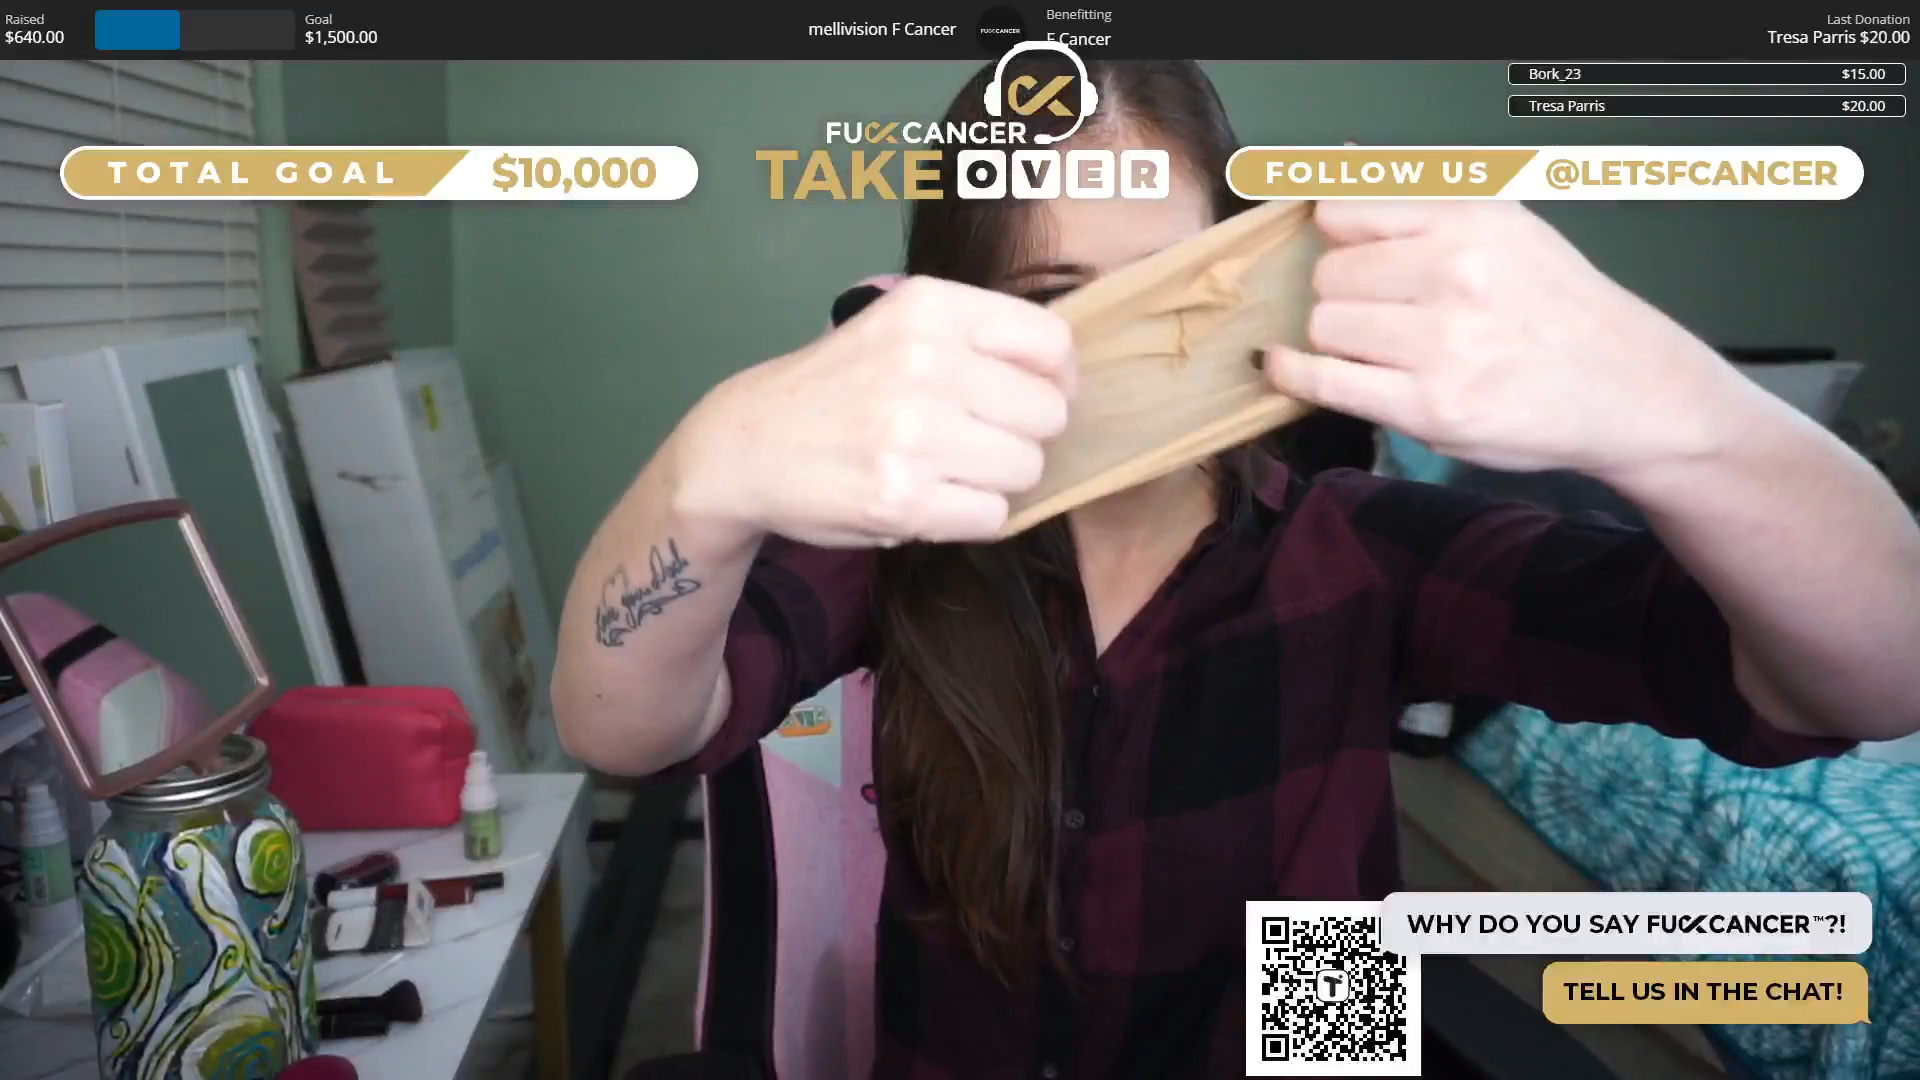 Raised
$640.00
Goal
$1,500.00
mellivision F Cancer
FUCKCANCER
Benefitting
F Cancer
Last Donation
Tresa Parris $20.00
Bork_23 $15.00
Tresa Parris $20.00
FUCKCANCER
TAKEOVER
TOTAL GOAL $10,000
FOLLOW US @LETSFCANCER
WHY DO YOU SAY FUCKCANCER™?!
TELL US IN THE CHAT!